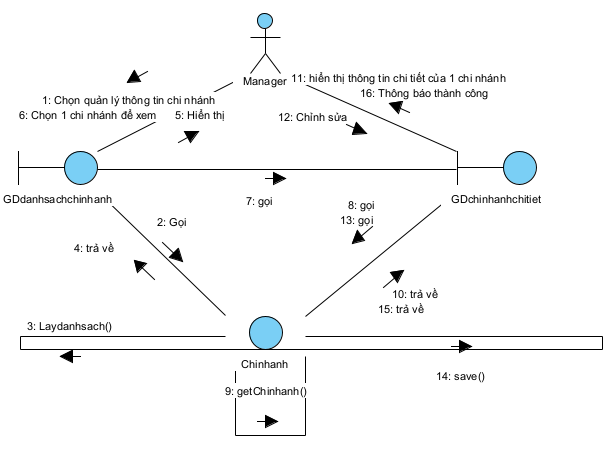 Manager
11: hiển thị thông tin chi tiết của 1 chi nhánh
16: Thông báo thành công
1: Chọn quản lý thông tin chi nhánh
6: Chọn 1 chi nhánh để xem
5: Hiển thị
12: Chỉnh sửa
GDdanhsachchinhanh
GDchinhanhchitiet
7: gọi
8: gọi
13: gọi
2: Gọi
4: trả về
10: trả về
15: trả về
3: Laydanhsach()
Chinhanh
14: save()
9: getChinhanh()